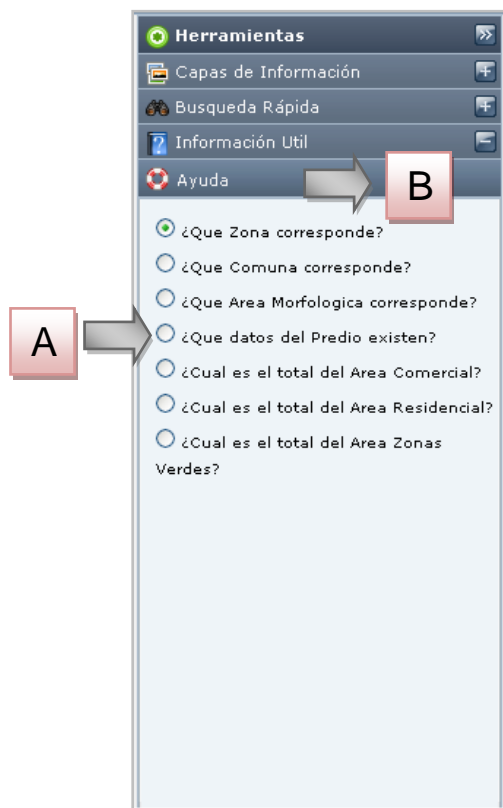 Herramientas
Capas de Información
Busqueda Rápida
Información Util
Ayuda
B
¿Que Zona corresponde?
¿Que Comuna corresponde?
¿Que Area Morfologica corresponde?
A
¿Que datos del Predio existen?
¿Cual es el total del Area Comercial?
¿Cual es el total del Area Residencial?
¿Cual es el total del Area Zonas
Verdes?